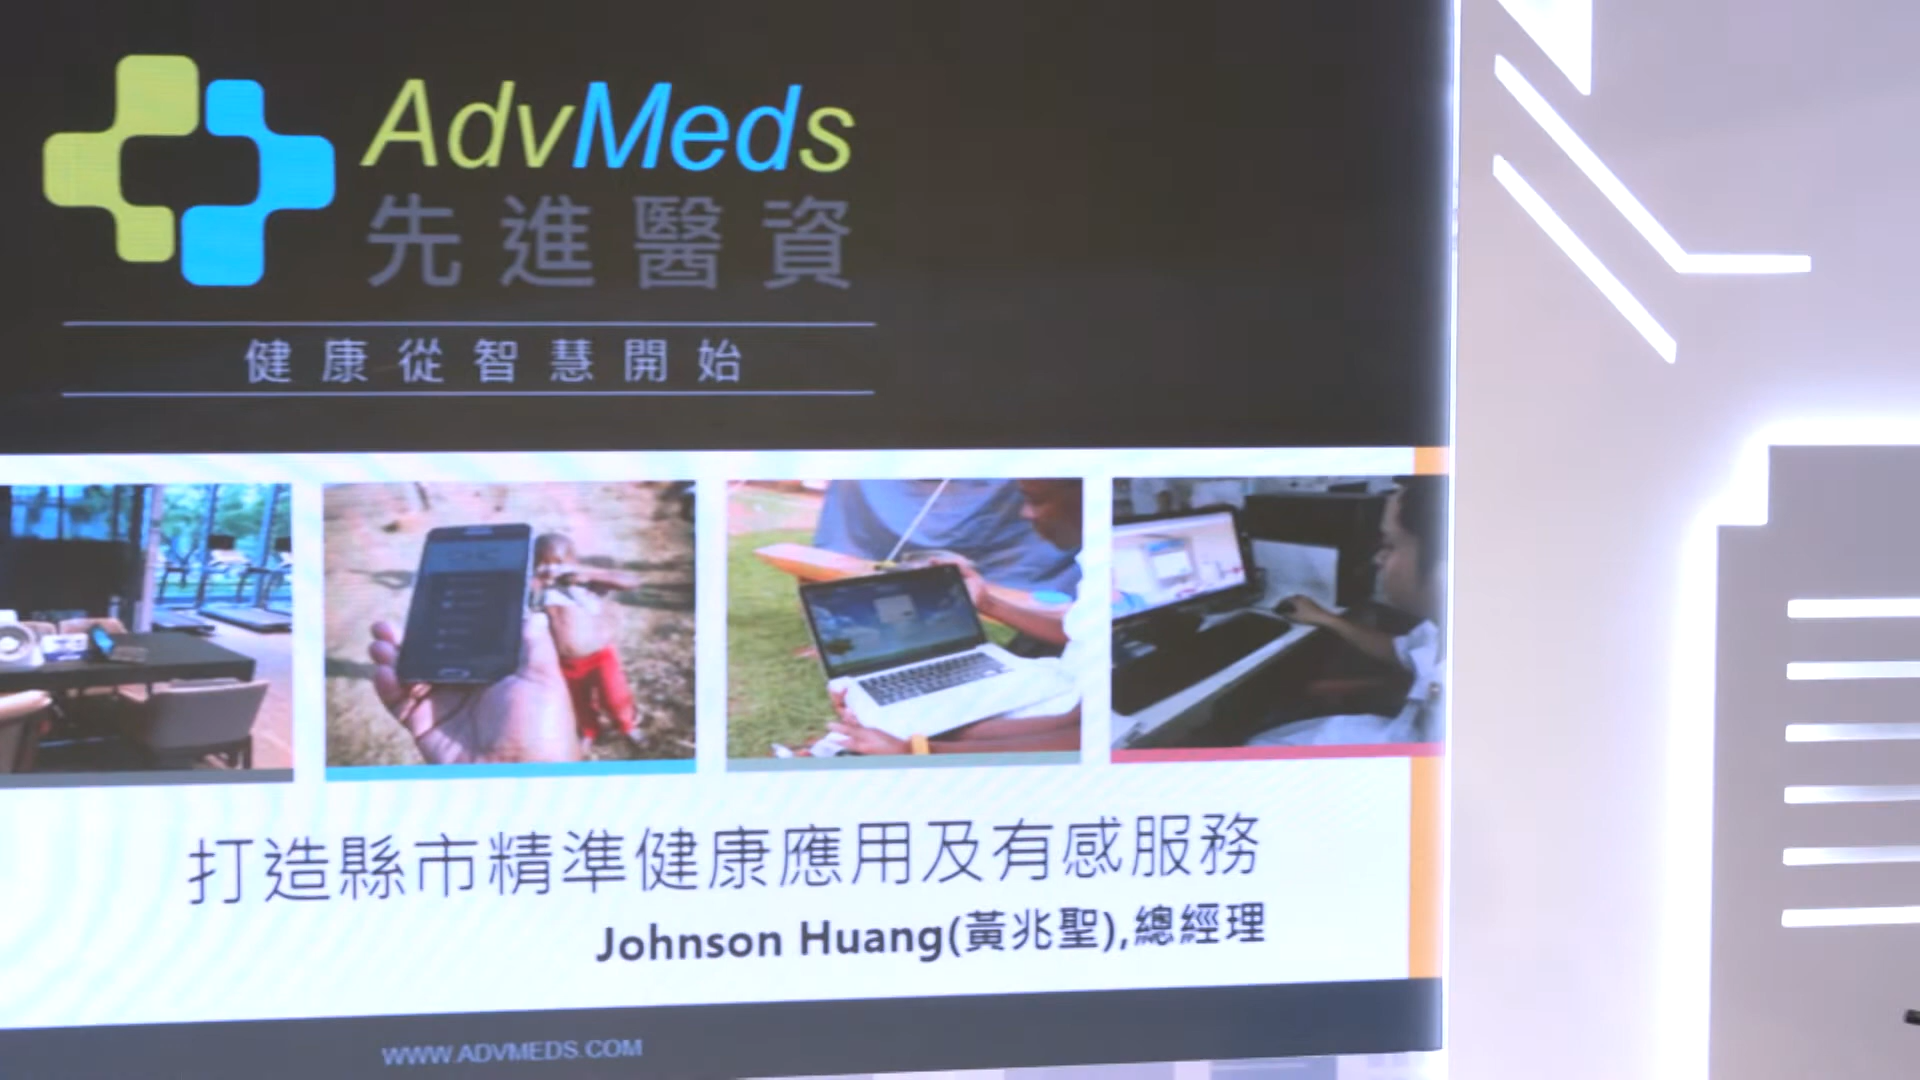 AdvMeds
先進醫資
健康從智慧開始
打造縣市精準健康應用及有感服務
Johnson Huang(黃兆聖),總經理
WWW.ADVMEDS.COM